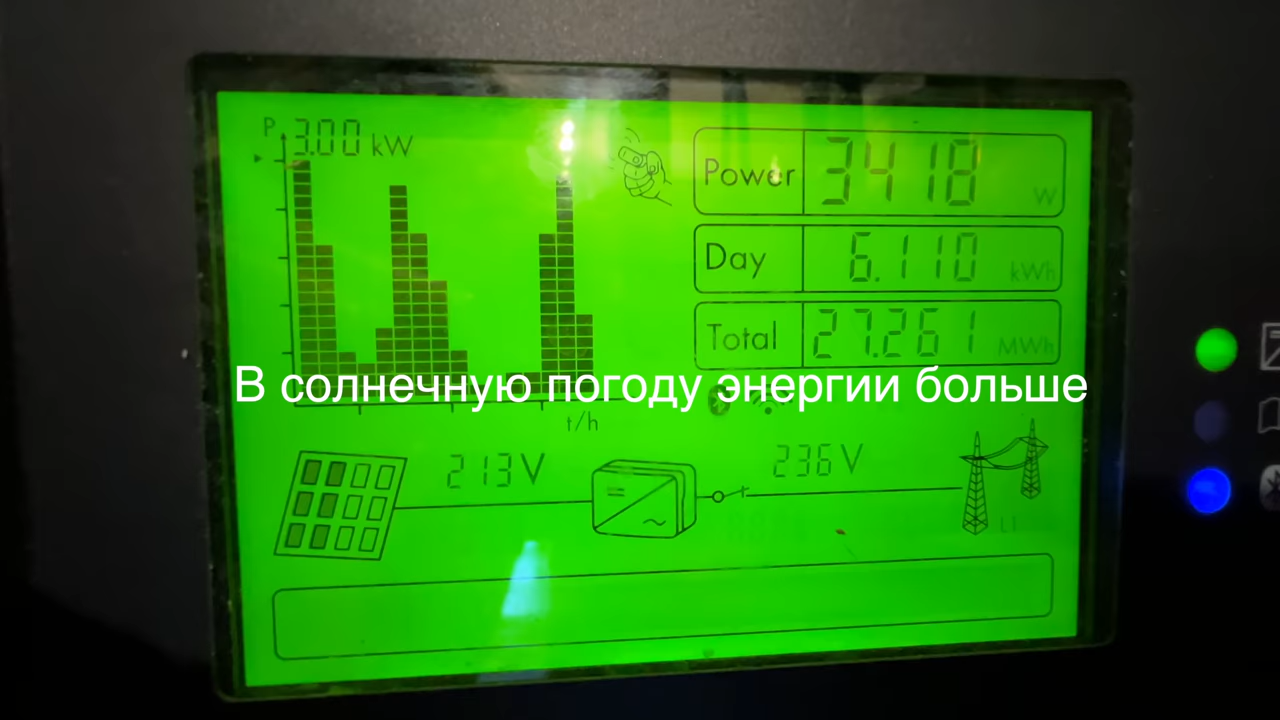 P 3.00 kW
Power 3418 W
Day 6.110 kWh
Total 27.261 MWh
В солнечную погоду энергии больше
t/h
213V
236V
L1